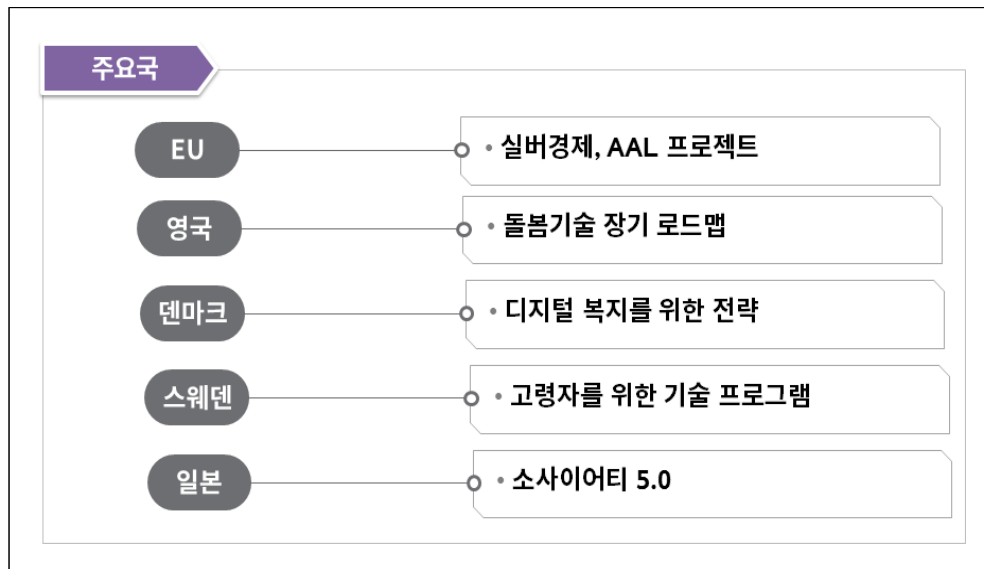 주요국
EU
• 실버경제, AAL 프로젝트
영국
• 돌봄기술 장기 로드맵
덴마크
• 디지털 복지를 위한 전략
스웨덴
• 고령자를 위한 기술 프로그램
일본
• 소사이어티 5.0